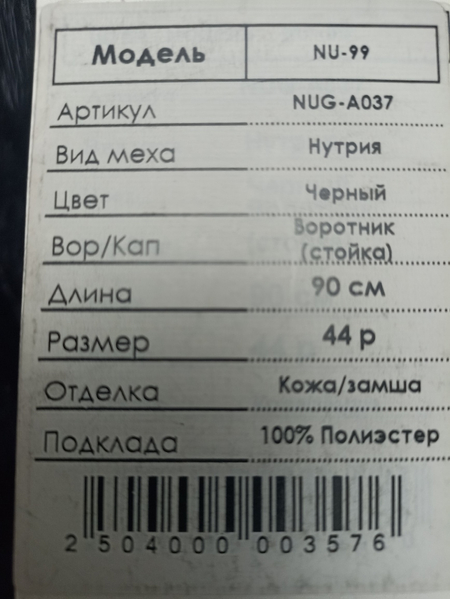 Модель NU-99
Артикул NUG-A037
Вид меха Нутрия
Цвет Черный
Вор/Кап Воротник
(стойка)
Длина 90 см
Размер 44 р
Отделка Кожа/замша
Подклада 100% Полиэстер
2 504000 003576